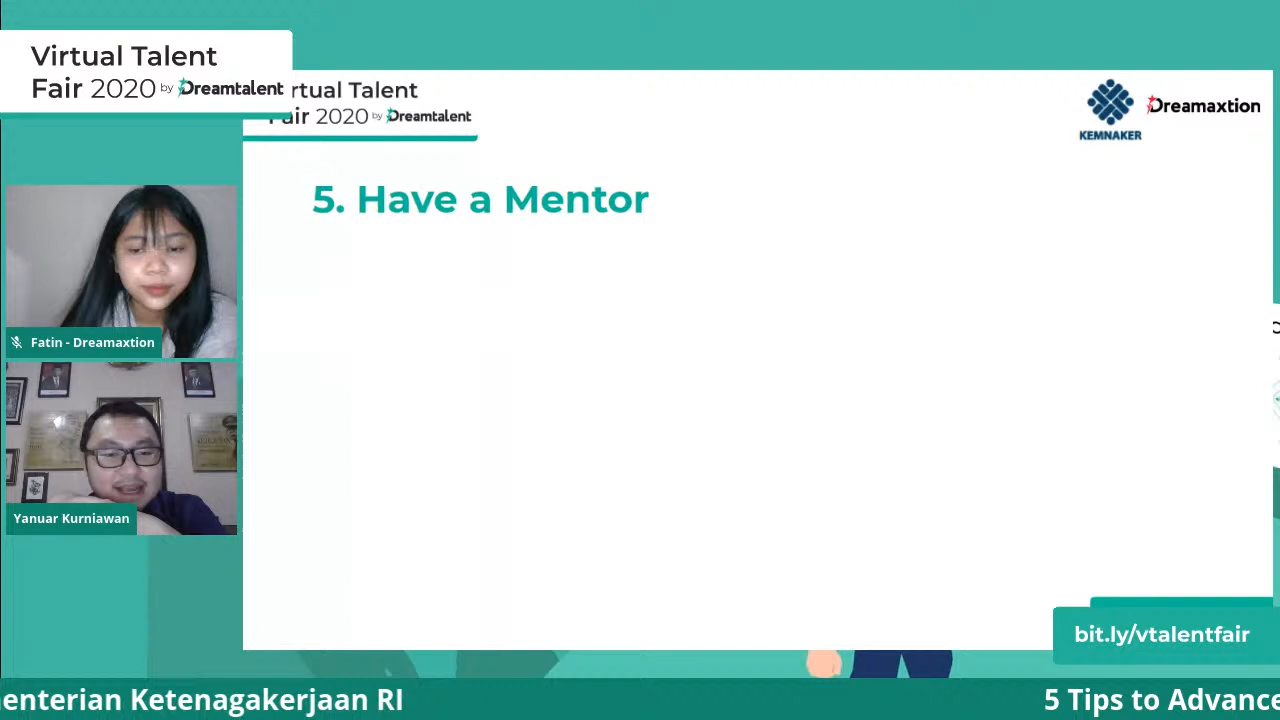 Virtual Talent
Fair 2020 by Dreamtalent
rtual Talent
Fair 2020 by Dreamtalent
KEMNAKER
Dreamaxtion
5. Have a Mentor
Fatin - Dreamaxtion
Yanuar Kurniawan
bit.ly/vtalentfair
enterian Ketenagakerjaan RI
5 Tips to Advance